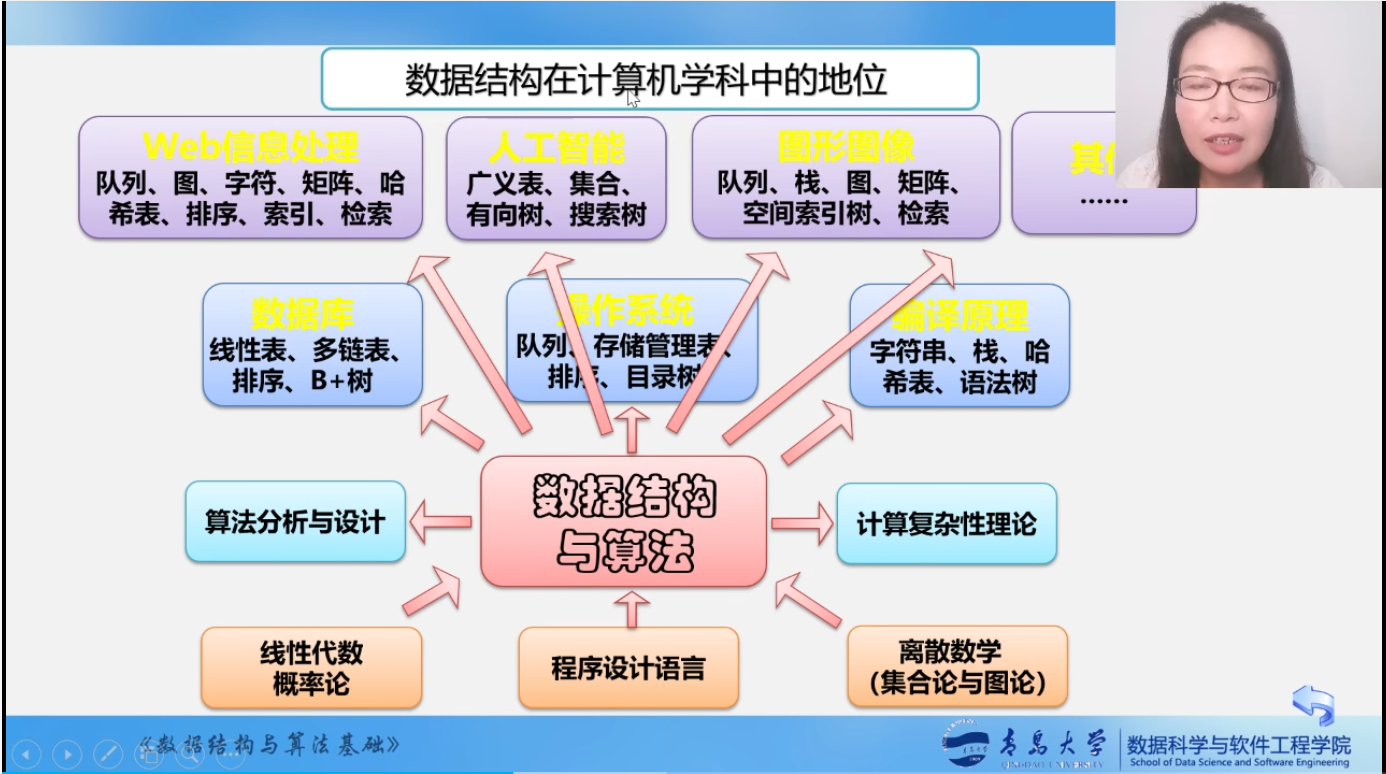 数据结构在计算机学科中的地位
Web信息处理
队列、图、字符、矩阵、哈
希表、排序、索引、检索
人工智能
广义表、集合、
有向树、搜索树
图形图像
队列、栈、图、矩阵、
空间索引树、检索
其
......
数据库
线性表、多链表、
排序、B+树
操作系统
队列、存储管理表、
排序、目录树
编译原理
字符串、栈、哈
希表、语法树
算法分析与设计
数据结构
与算法
计算复杂性理论
线性代数
概率论
程序设计语言
离散数学
（集合论与图论）
《数据结构与算法基础》
青岛大学
QINGDAO UNIVERSITY
数据科学与软件工程学院
School of Data Science and Software Engineering